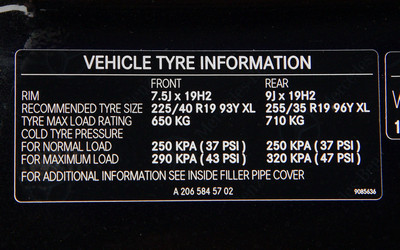 VEHICLE TYRE INFORMATION
FRONT REAR
RIM 7.5J x 19H2 9J x 19H2
RECOMMENDED TYRE SIZE 225/40 R19 93Y XL 255/35 R19 96Y XL
TYRE MAX LOAD RATING 650 KG 710 KG
COLD TYRE PRESSURE
FOR NORMAL LOAD 250 KPA ( 37 PSI ) 250 KPA ( 37 PSI )
FOR MAXIMUM LOAD 290 KPA ( 43 PSI ) 320 KPA ( 47 PSI )
FOR ADDITIONAL INFORMATION SEE INSIDE FILLER PIPE COVER
A 206 584 57 02 9085636